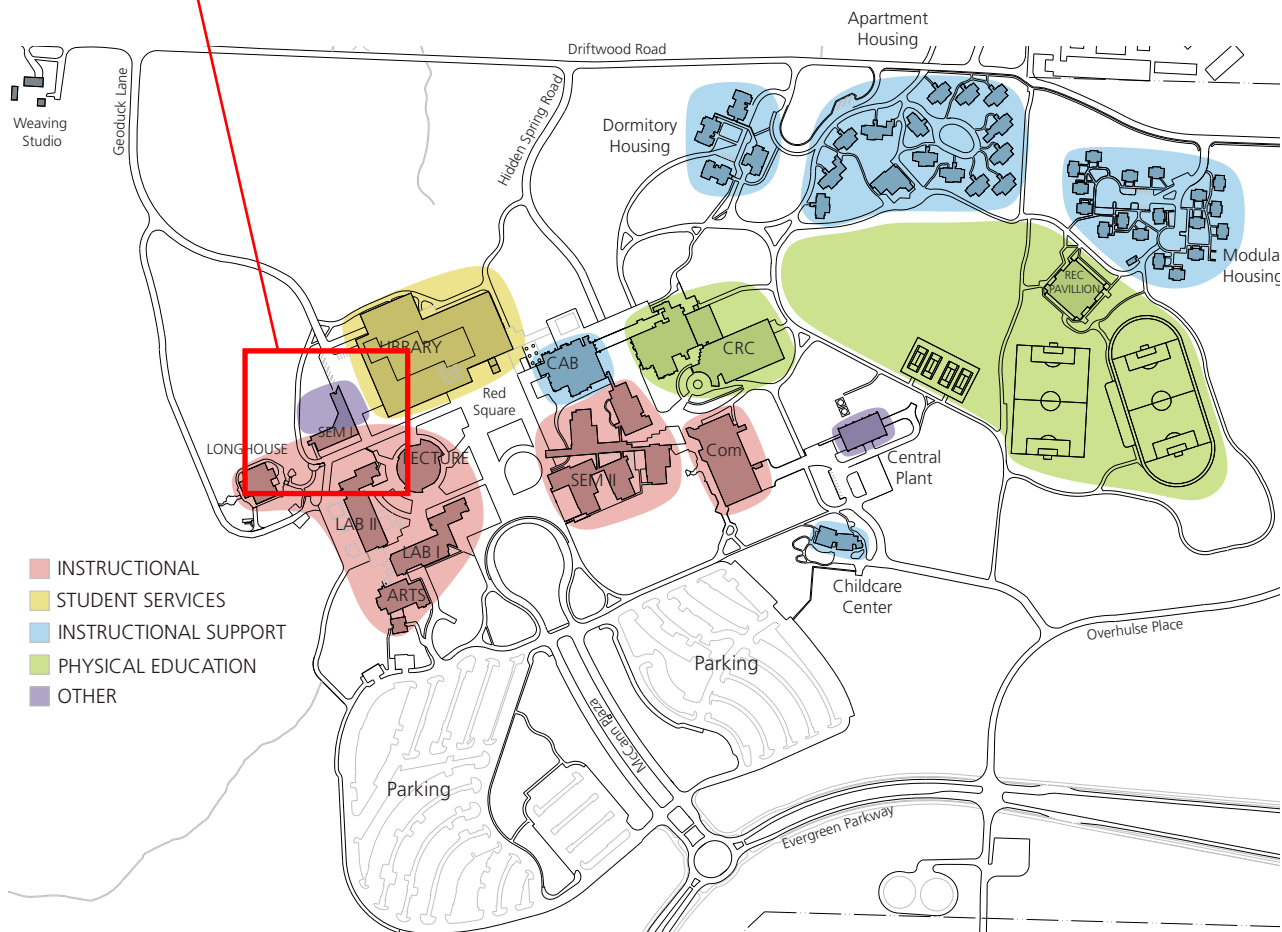 Apartment
Housing
Driftwood Road
Geoduck Lane
Weaving
Studio
Hidden Spring Road
Dormitory
Housing
Modula
Housing
REC
PAVILLION
LIBRARY
CAB
CRC
Red
Square
SEM I
LONGHOUSE
LECTURE
SEM II
Com
Central
Plant
LAB II
LAB I
ARTS
Childcare
Center
INSTRUCTIONAL
STUDENT SERVICES
INSTRUCTIONAL SUPPORT
PHYSICAL EDUCATION
OTHER
Overhulse Place
Parking
McCann Plaza
Parking
Evergreen Parkway